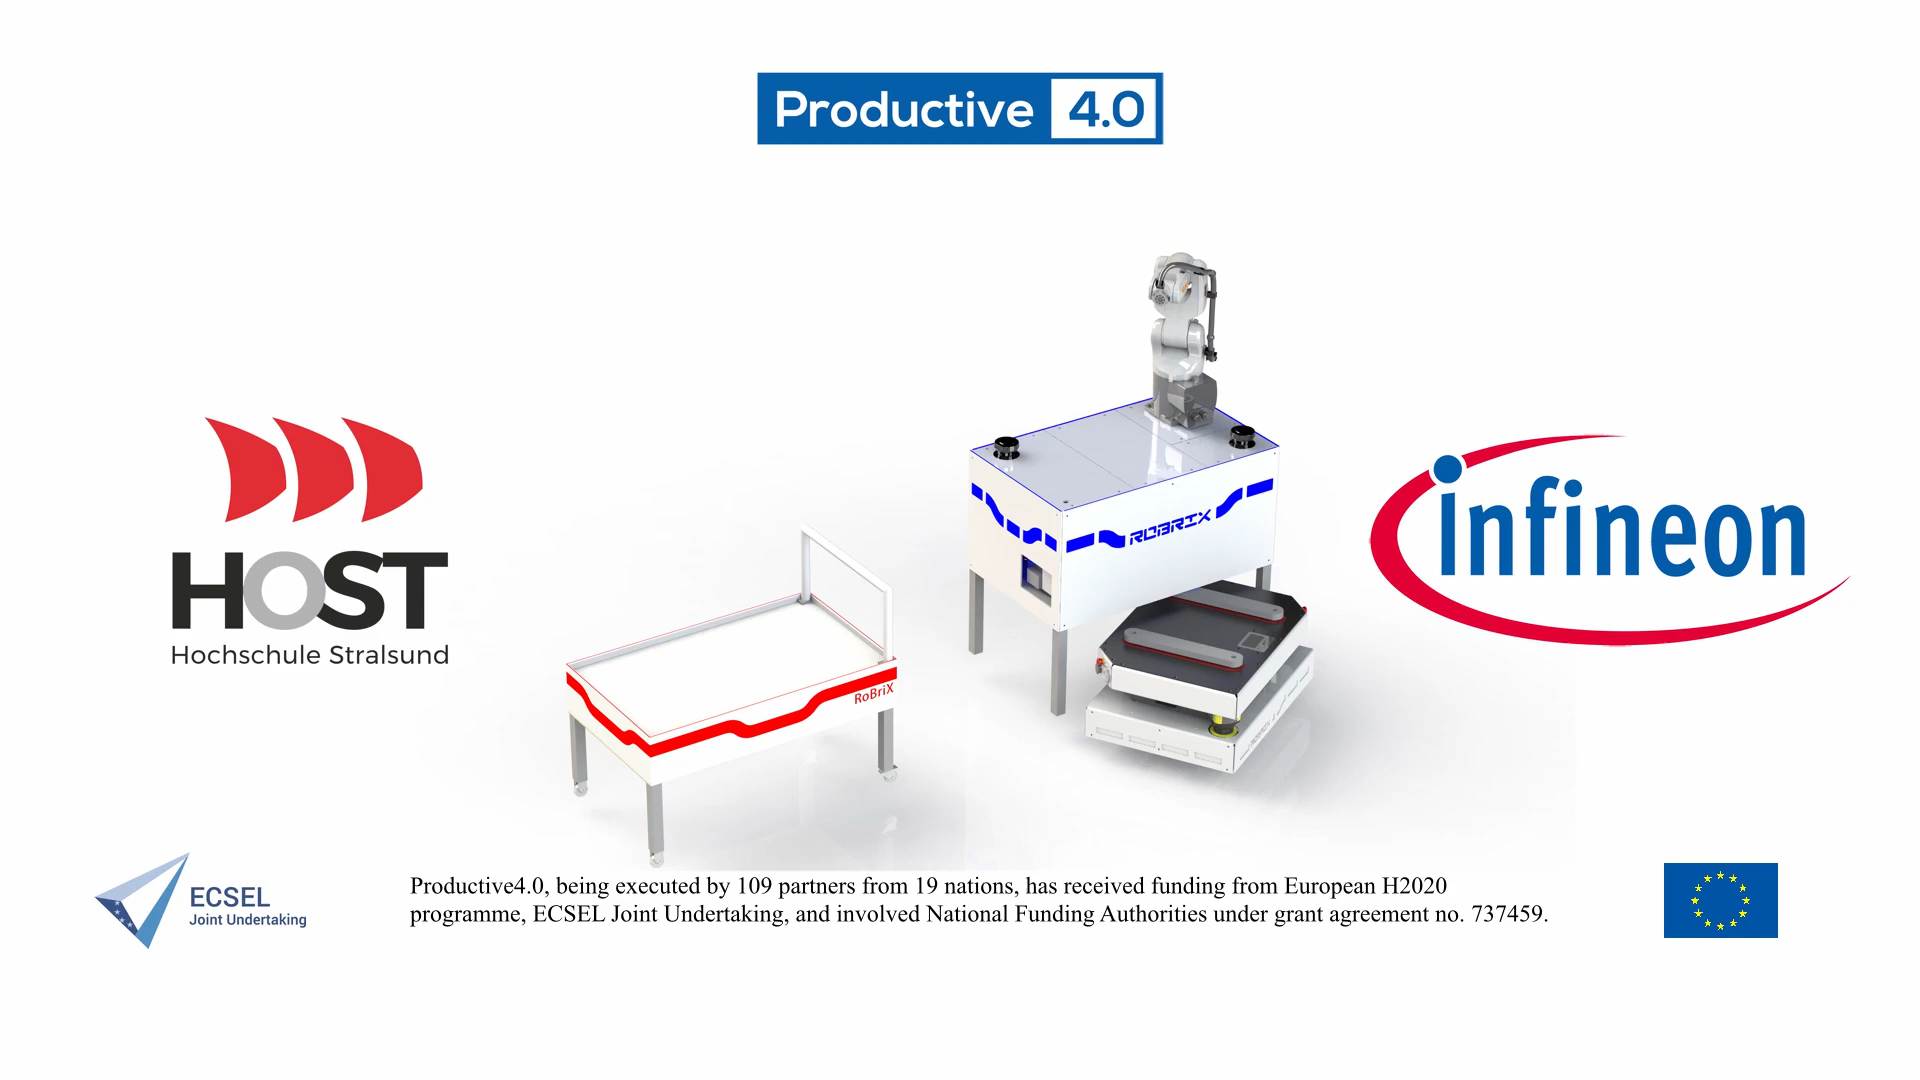 Productive 4.0
HOST
Hochschule Stralsund
ROBRIX
infineon
RoBriX
ECSEL
Joint Undertaking
Productive4.0, being executed by 109 partners from 19 nations, has received funding from European H2020
programme, ECSEL Joint Undertaking, and involved National Funding Authorities under grant agreement no. 737459.